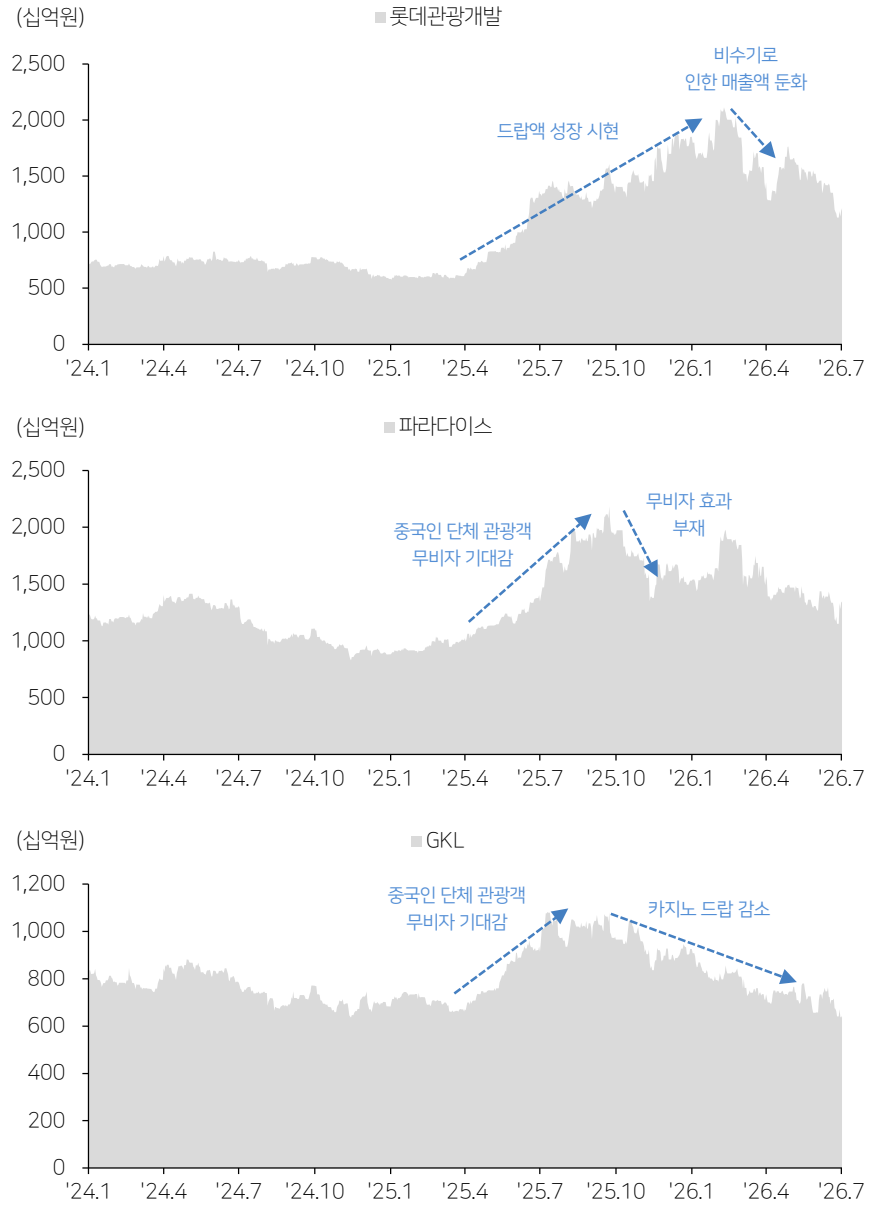 (십억원)
롯데관광개발
2,500
2,000
1,500
1,000
500
0
비수기로
인한 매출액 둔화
드랍액 성장 시현
'24.1 '24.4 '24.7 '24.10 '25.1 '25.4 '25.7 '25.10 '26.1 '26.4 '26.7
(십억원)
파라다이스
2,500
2,000
1,500
1,000
500
0
중국인 단체 관광객
무비자 기대감
무비자 효과
부재
'24.1 '24.4 '24.7 '24.10 '25.1 '25.4 '25.7 '25.10 '26.1 '26.4 '26.7
(십억원)
GKL
1,200
1,000
800
600
400
200
0
중국인 단체 관광객
무비자 기대감
카지노 드랍 감소
'24.1 '24.4 '24.7 '24.10 '25.1 '25.4 '25.7 '25.10 '26.1 '26.4 '26.7